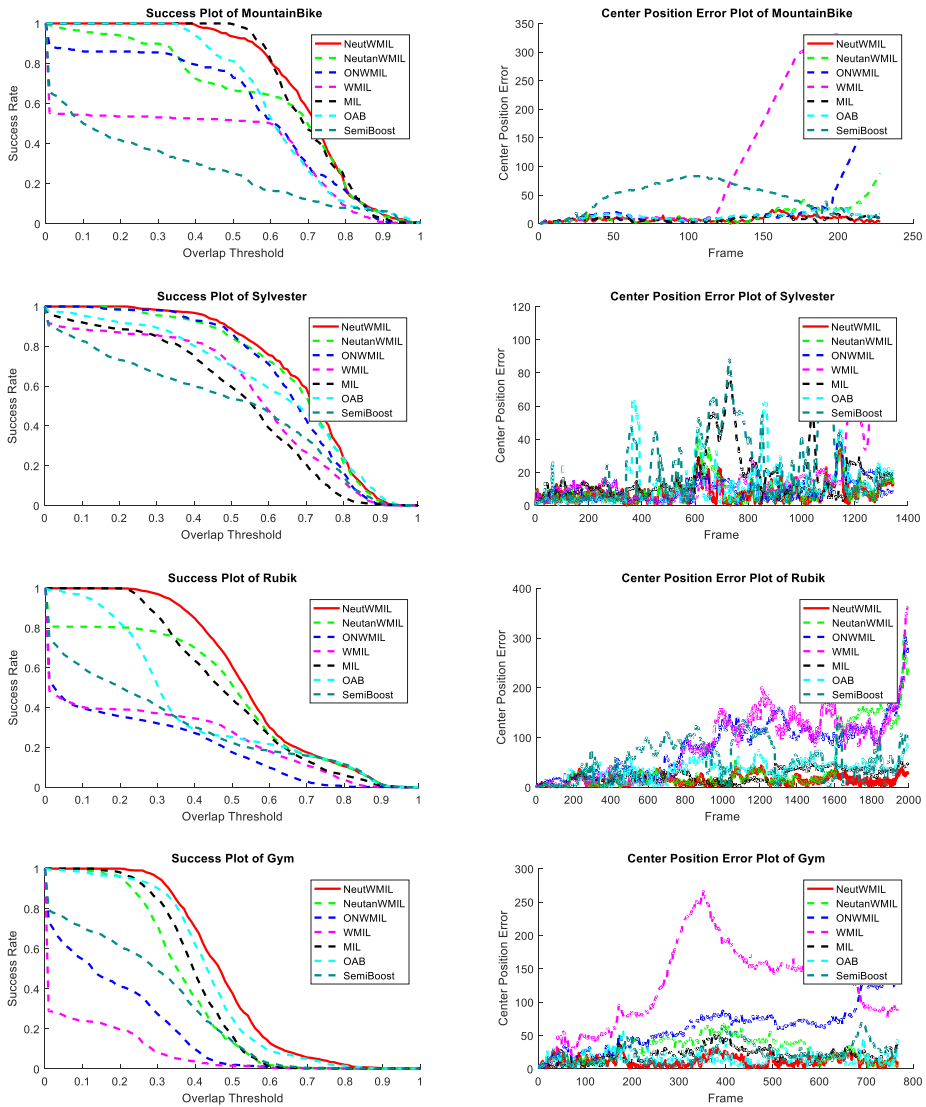 Success Plot of MountainBike
Success Rate
1
0.8
0.6
0.4
0.2
0
0 0.1 0.2 0.3 0.4 0.5 0.6 0.7 0.8 0.9 1
Overlap Threshold
NeutWMIL
NeutanWMIL
ONWMIL
WMIL
MIL
OAB
SemiBoost
Center Position Error Plot of MountainBike
Center Position Error
350
300
250
200
150
100
50
0
0 50 100 150 200 250
Frame
NeutWMIL
NeutanWMIL
ONWMIL
WMIL
MIL
OAB
SemiBoost
Success Plot of Sylvester
Success Rate
1
0.8
0.6
0.4
0.2
0
0 0.1 0.2 0.3 0.4 0.5 0.6 0.7 0.8 0.9 1
Overlap Threshold
NeutWMIL
NeutanWMIL
ONWMIL
WMIL
MIL
OAB
SemiBoost
Center Position Error Plot of Sylvester
Center Position Error
120
100
80
60
40
20
0
0 200 400 600 800 1000 1200 1400
Frame
NeutWMIL
NeutanWMIL
ONWMIL
WMIL
MIL
OAB
SemiBoost
Success Plot of Rubik
Success Rate
1
0.8
0.6
0.4
0.2
0
0 0.1 0.2 0.3 0.4 0.5 0.6 0.7 0.8 0.9 1
Overlap Threshold
NeutWMIL
NeutanWMIL
ONWMIL
WMIL
MIL
OAB
SemiBoost
Center Position Error Plot of Rubik
Center Position Error
400
300
200
100
0
0 200 400 600 800 1000 1200 1400 1600 1800 2000
Frame
NeutWMIL
NeutanWMIL
ONWMIL
WMIL
MIL
OAB
SemiBoost
Success Plot of Gym
Success Rate
1
0.8
0.6
0.4
0.2
0
0 0.1 0.2 0.3 0.4 0.5 0.6 0.7 0.8 0.9 1
Overlap Threshold
NeutWMIL
NeutanWMIL
ONWMIL
WMIL
MIL
OAB
SemiBoost
Center Position Error Plot of Gym
Center Position Error
300
250
200
150
100
50
0
0 100 200 300 400 500 600 700 800
Frame
NeutWMIL
NeutanWMIL
ONWMIL
WMIL
MIL
OAB
SemiBoost